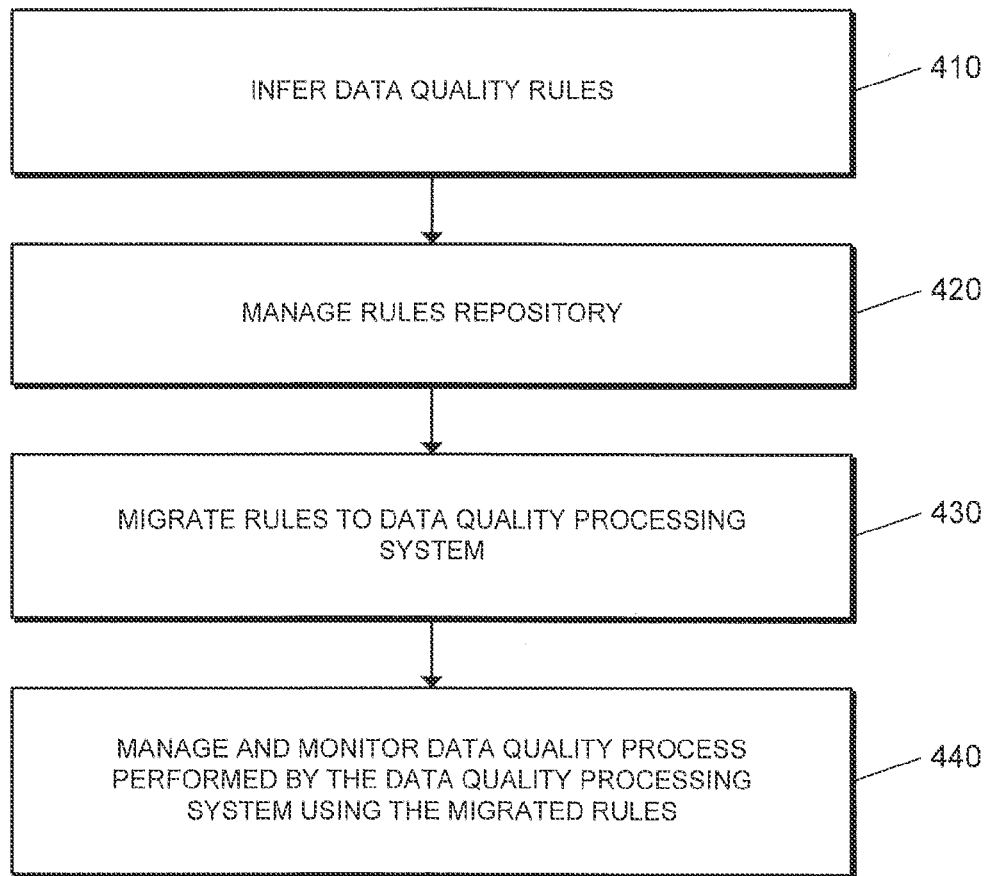 INFER DATA QUALITY RULES
410
MANAGE RULES REPOSITORY
420
MIGRATE RULES TO DATA QUALITY PROCESSING
SYSTEM
430
MANAGE AND MONITOR DATA QUALITY PROCESS
PERFORMED BY THE DATA QUALITY PROCESSING
SYSTEM USING THE MIGRATED RULES
440